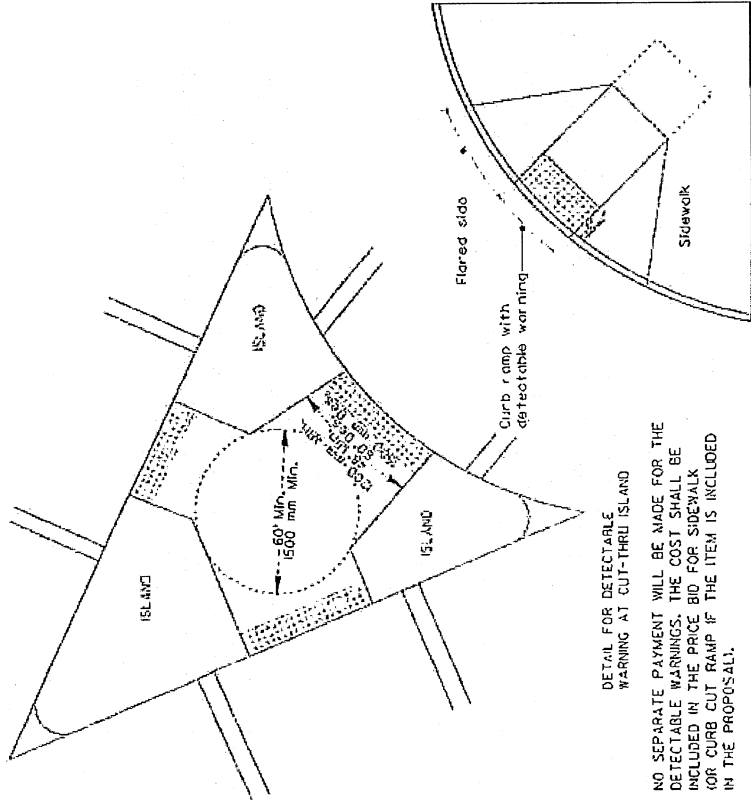 ISLAND
ISLAND
ISLAND
60' Min.
1500 mm Min.
Flared side
Curb ramp with
detectable warning
Sidewalk
DETAIL FOR DETECTABLE
WARNING AT CUT-THRU ISLAND
NO SEPARATE PAYMENT WILL BE MADE FOR THE
DETECTABLE WARNINGS. THE COST SHALL BE
INCLUDED IN THE PRICE BID FOR SIDEWALK
(OR CURB CUT RAMP IF THE ITEM IS INCLUDED
IN THE PROPOSAL).